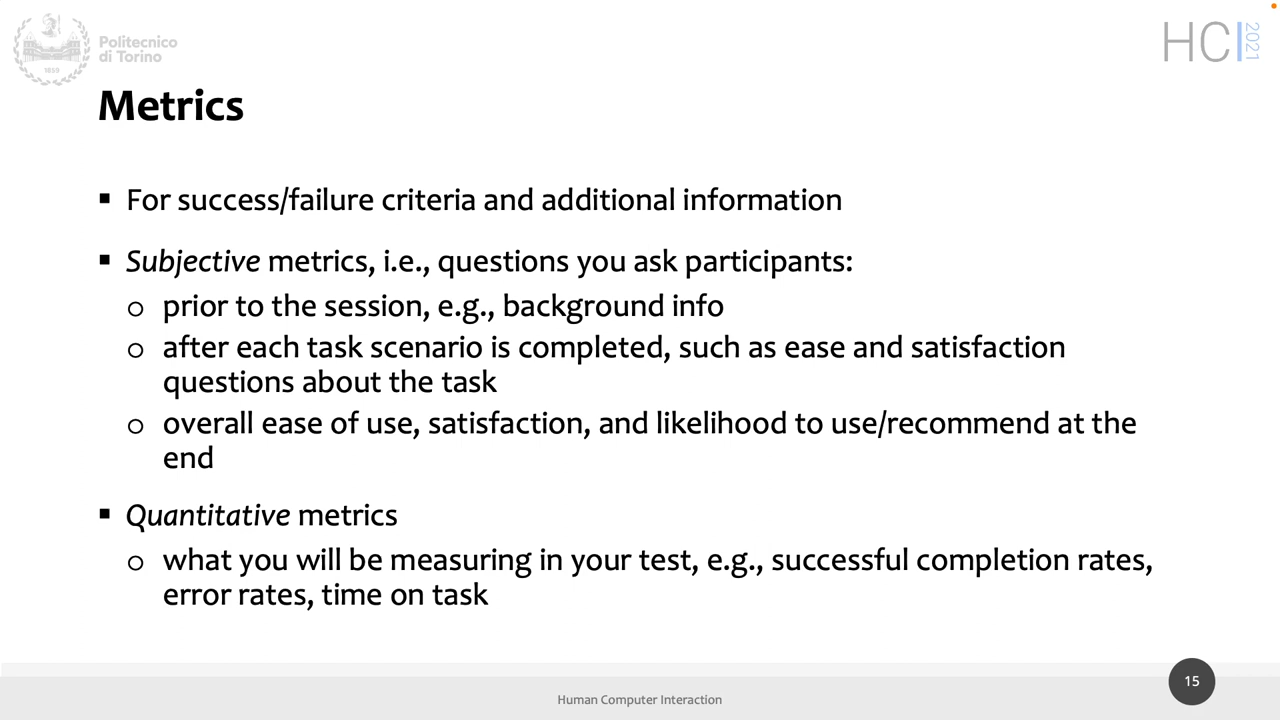 Politecnico
di Torino
1859
HCI 2021
Metrics
▪ For success/failure criteria and additional information
▪ Subjective metrics, i.e., questions you ask participants:
o prior to the session, e.g., background info
o after each task scenario is completed, such as ease and satisfaction
questions about the task
o overall ease of use, satisfaction, and likelihood to use/recommend at the
end
▪ Quantitative metrics
o what you will be measuring in your test, e.g., successful completion rates,
error rates, time on task
Human Computer Interaction
15